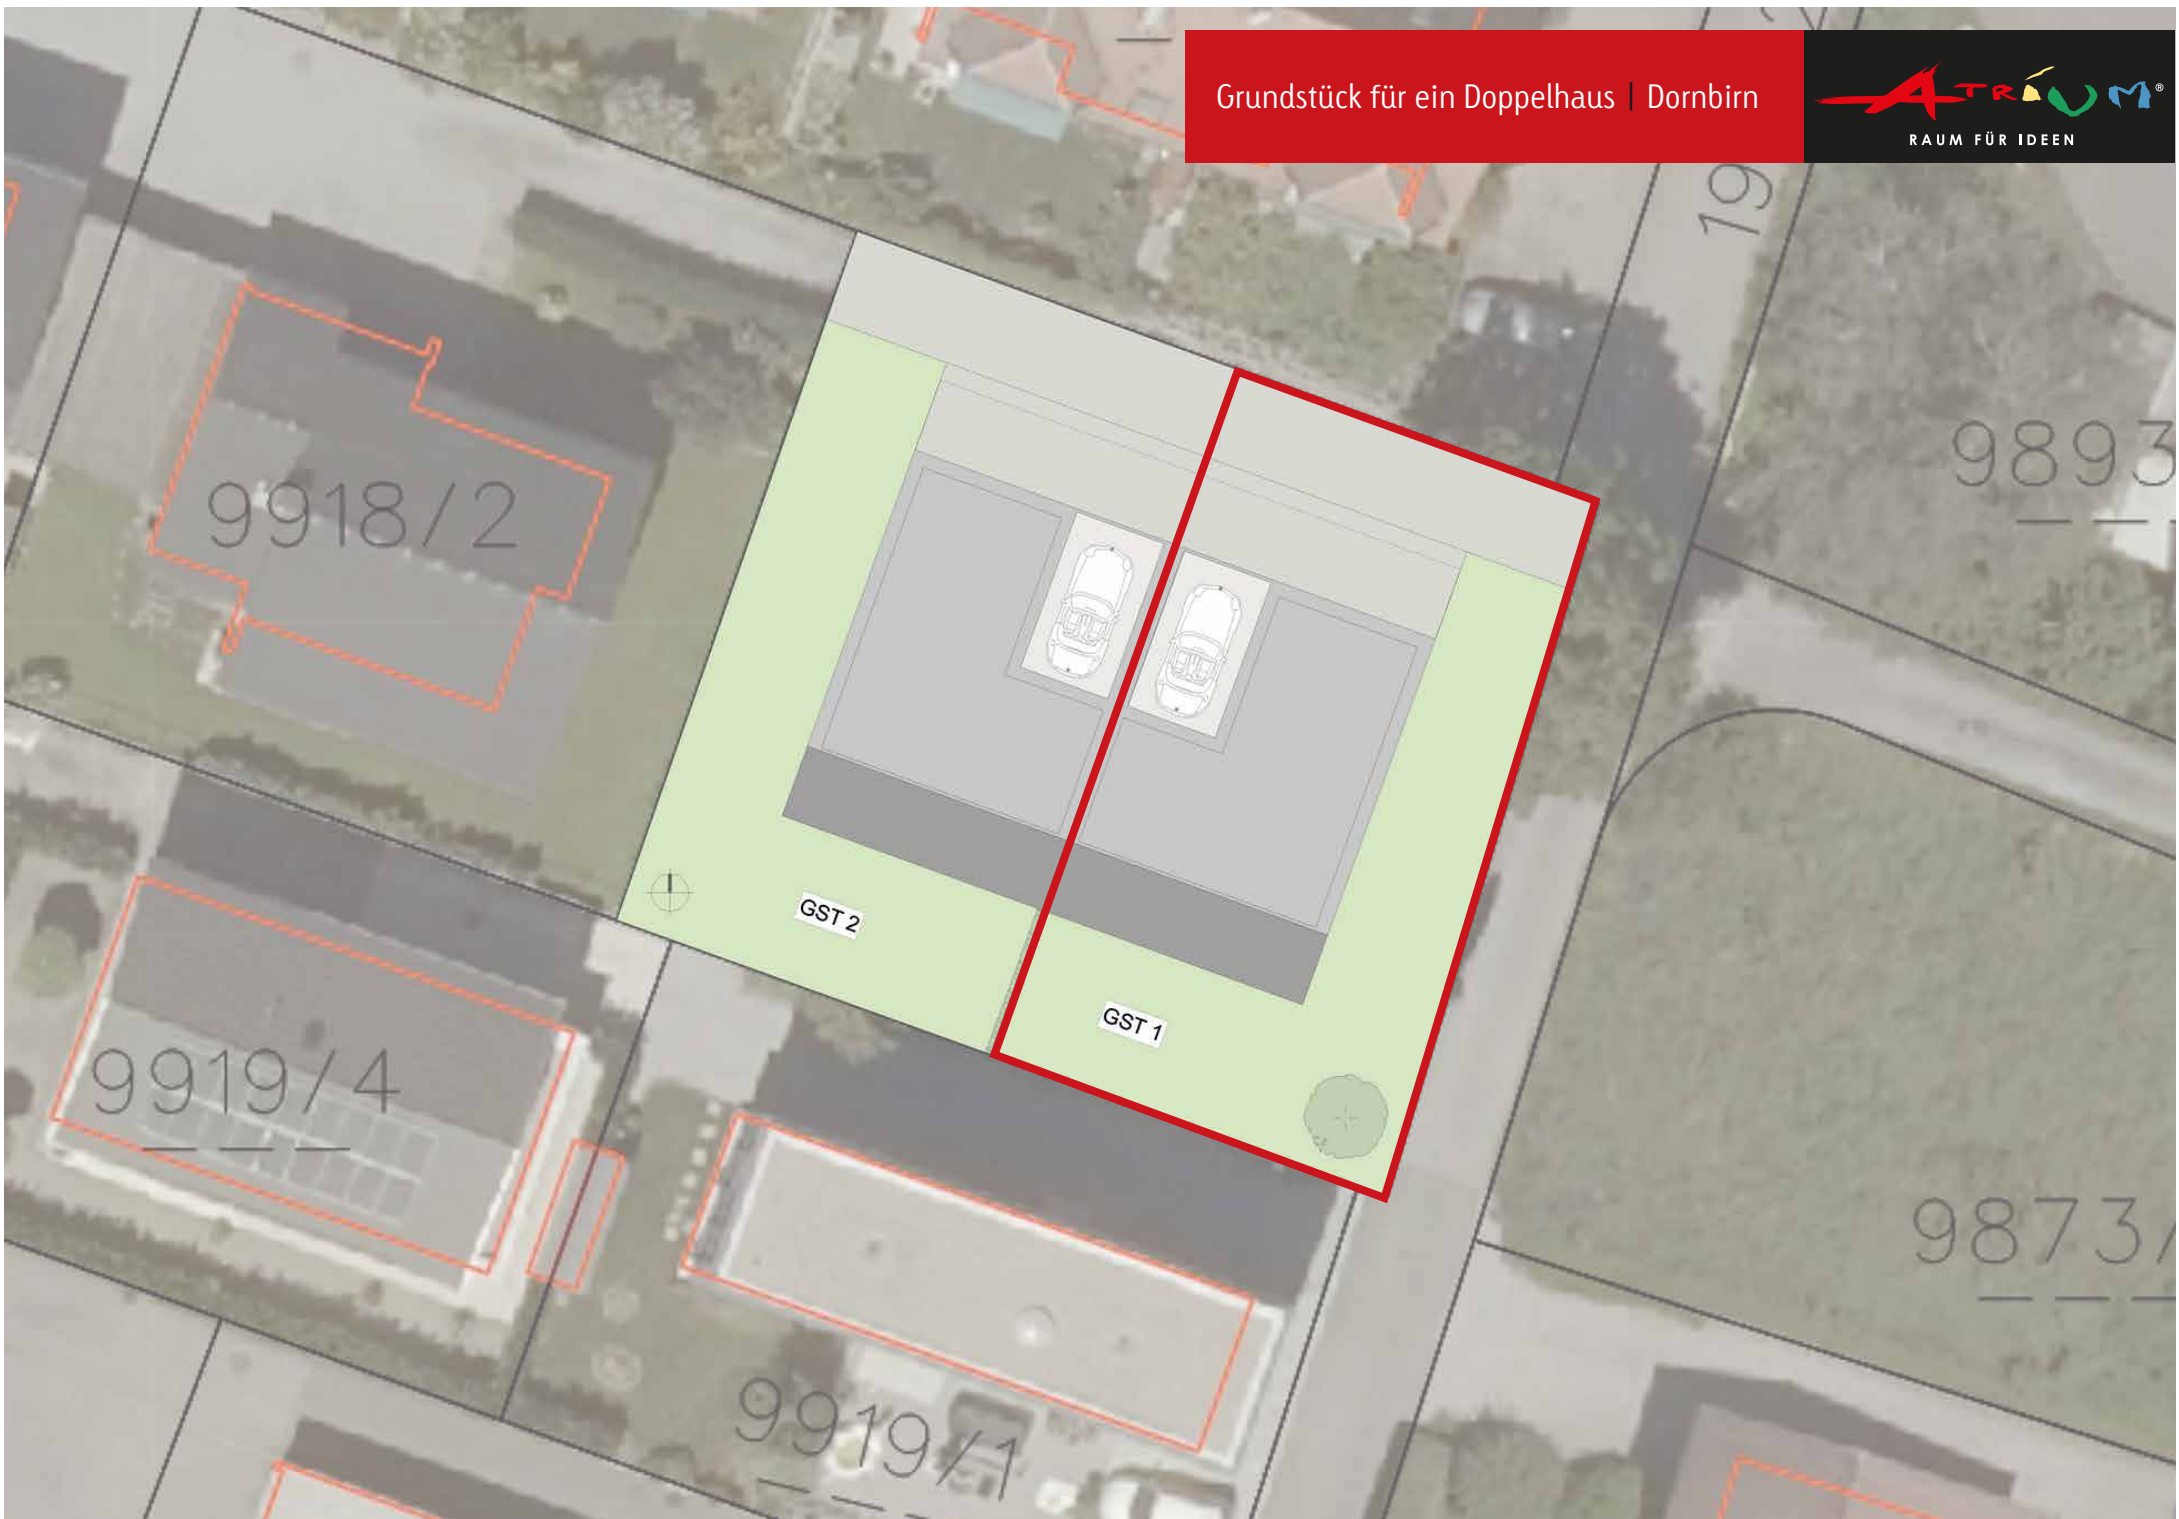 Grundstück für ein Doppelhaus | Dornbirn
ATRÍUM®
RAUM FÜR IDEEN
19
9893
9918/2
GST 2
GST 1
9919/4
9873/
9919/1